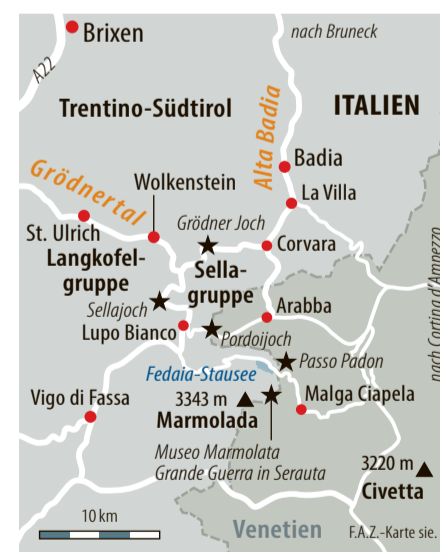 Brixen
nach Bruneck
A22
Trentino-Südtirol
ITALIEN
Alta Badia
Badia
Grödnertal
Wolkenstein
La Villa
St. Ulrich
Grödner Joch
Corvara
Langkofel-
gruppe
Sella-
gruppe
nach Cortina d'Ampezzo
Sellajoch
Arabba
Lupo Bianco
Pordoijoch
Passo Padon
Fedaia-Stausee
Vigo di Fassa
3343 m
Marmolada
Malga Ciapela
Museo Marmolata
Grande Guerra in Serauta
3220 m
Civetta
10 km
Venetien
F.A.Z.-Karte sie.